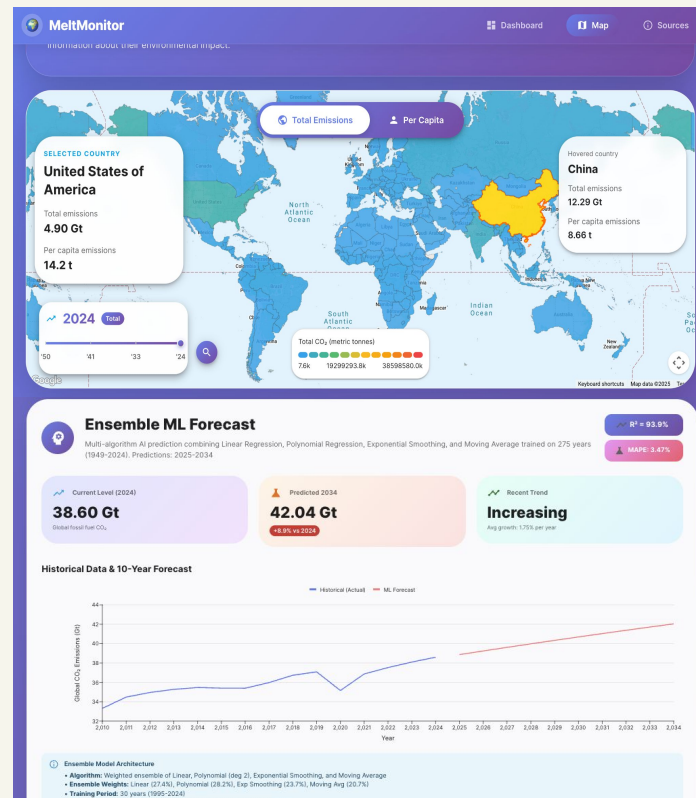 MeltMonitor
Dashboard
Map
Sources
information about their environmental impact.
Total Emissions
Per Capita
SELECTED COUNTRY
United States of
America
Total emissions
4.90 Gt
Per capita emissions
14.2 t
Hovered country
China
Total emissions
12.29 Gt
Per capita emissions
8.66 t
North
Atlantic
Ocean
South
Atlantic
Indian
Ocean
Madagascar
New
Zealand
2024
Total
'50 '41 '33 '24
Total CO₂ (metric tonnes)
7.6k 19299293.8k 38598580.0k
Google
Keyboard shortcuts
Map data ©2025
Ensemble ML Forecast
Multi-algorithm AI prediction combining Linear Regression, Polynomial Regression, Exponential Smoothing, and Moving Average trained on 275 years
(1949-2024). Predictions: 2025-2034
R² = 93.9%
MAPE: 3.47%
Current Level (2024)
38.60 Gt
Global fossil fuel CO₂
Predicted 2034
42.04 Gt
+8.9% vs 2024
Recent Trend
Increasing
Avg growth: 1.75% per year
Historical Data & 10-Year Forecast
Historical (Actual)
ML Forecast
Global CO₂ Emissions (Gt)
44
42
40
38
36
34
32
2,010 2,011 2,012 2,013 2,014 2,015 2,016 2,017 2,018 2,019 2,020 2,021 2,022 2,023 2,024 2,025 2,026 2,027 2,028 2,029 2,030 2,031 2,032 2,033 2,034
Year
Ensemble Model Architecture
• Algorithm: Weighted ensemble of Linear, Polynomial (deg 2), Exponential Smoothing, and Moving Average
• Ensemble Weights: Linear (27.4%), Polynomial (28.2%), Exp Smoothing (23.7%), Moving Avg (20.7%)
• Training Period: 30 years (1995-2024)